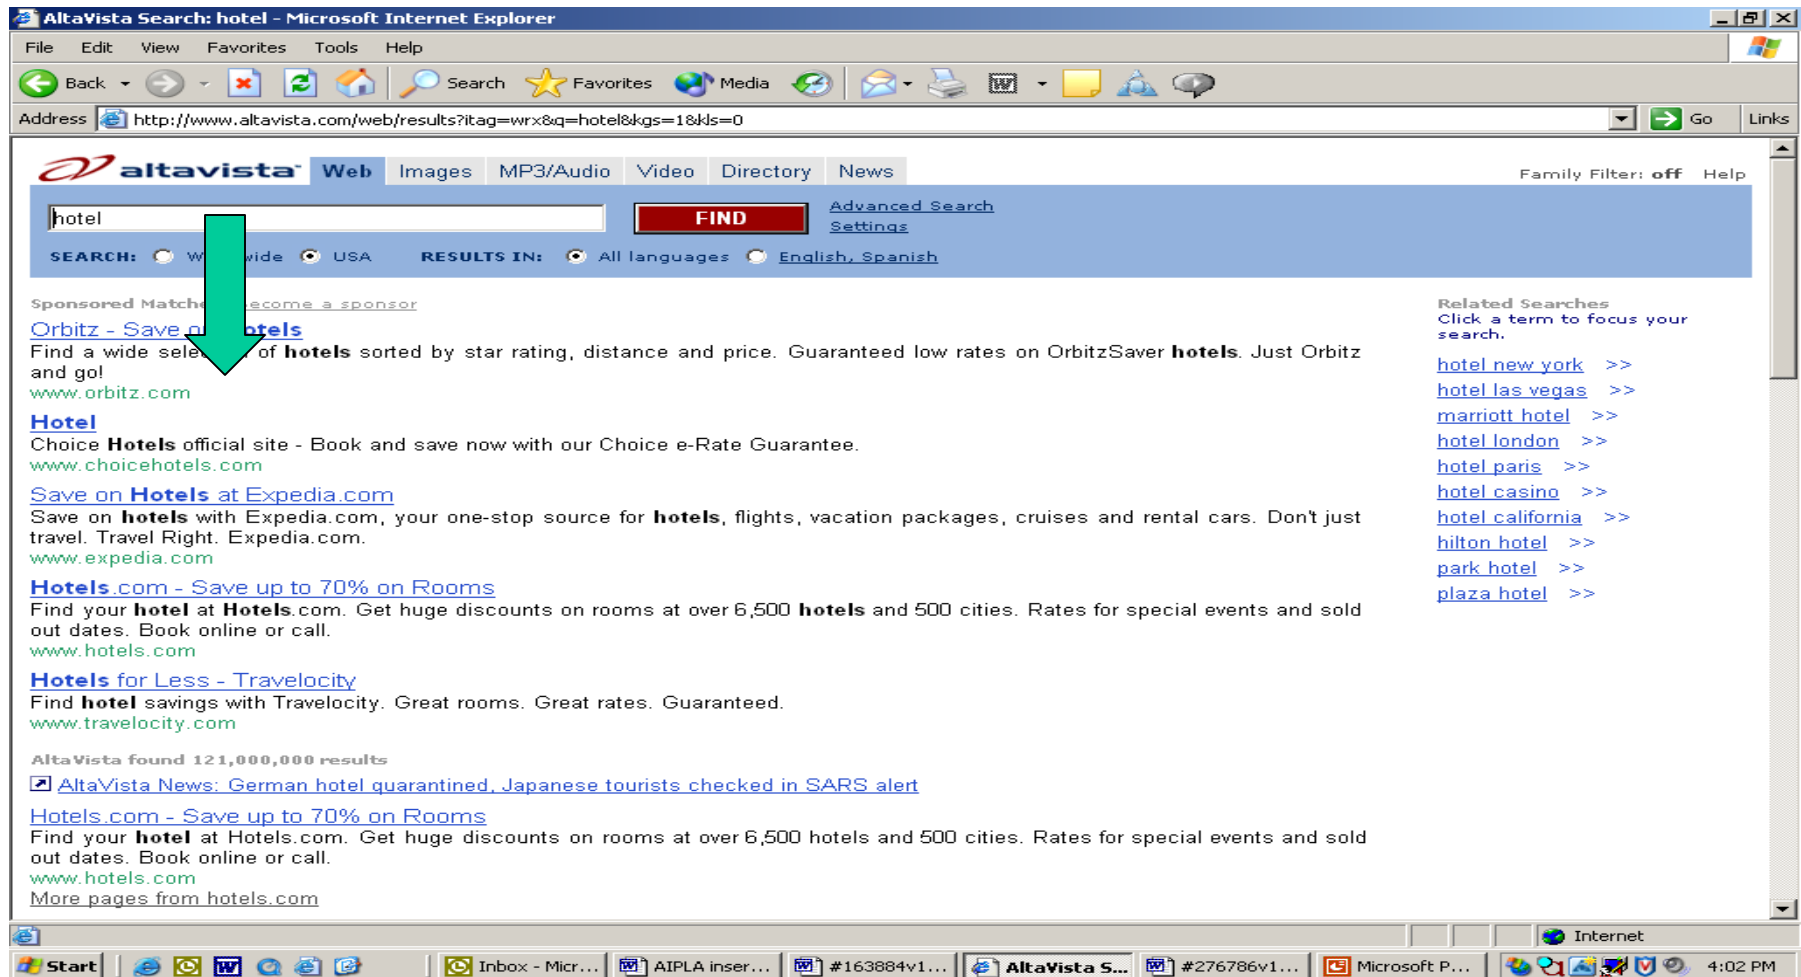 AltaVista Search: hotel - Microsoft Internet Explorer
File Edit View Favorites Tools Help
Back Search Favorites Media
Address http://www.altavista.com/web/results?itag=wrx&q=hotel&kgs=1&kls=0 Go Links
altavista Web Images MP3/Audio Video Directory News Family Filter: off Help
hotel FIND Advanced Search
Settings
SEARCH: USA RESULTS IN: All languages English, Spanish
Sponsored a sponsor
Orbitz - Save
Find a wide of hotels sorted by star rating, distance and price. Guaranteed low rates on OrbitzSaver hotels. Just Orbitz
and go!
www.orbitz.com
Hotel
Choice Hotels official site - Book and save now with our Choice e-Rate Guarantee.
www.choicehotels.com
Save on Hotels at Expedia.com
Save on hotels with Expedia.com, your one-stop source for hotels, flights, vacation packages, cruises and rental cars. Don't just
travel. Travel Right. Expedia.com.
www.expedia.com
Hotels.com - Save up to 70% on Rooms
Find your hotel at Hotels.com. Get huge discounts on rooms at over 6,500 hotels and 500 cities. Rates for special events and sold
out dates. Book online or call.
www.hotels.com
Hotels for Less - Travelocity
Find hotel savings with Travelocity. Great rooms. Great rates. Guaranteed.
www.travelocity.com
AltaVista found 121,000,000 results
AltaVista News: German hotel quarantined, Japanese tourists checked in SARS alert
Hotels.com - Save up to 70% on Rooms
Find your hotel at Hotels.com. Get huge discounts on rooms at over 6,500 hotels and 500 cities. Rates for special events and sold
out dates. Book online or call.
www.hotels.com
More pages from hotels.com
Related Searches
Click a term to focus your
search.
hotel new york >>
hotel las vegas >>
marriott hotel >>
hotel london >>
hotel paris >>
hotel casino >>
hotel california >>
hilton hotel >>
park hotel >>
plaza hotel >>
Internet
Start Inbox - Micr... AIPLA inser... #163884v1... AltaVista S... #276786v1... Microsoft P... 4:02 PM